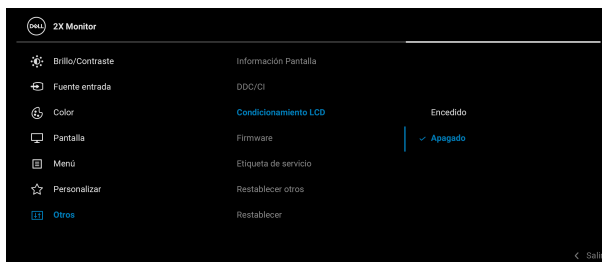 DELL 2X Monitor
Brillo/Contraste Información Pantalla
Fuente entrada DDC/CI
Color Condicionamiento LCD Encedido
Pantalla Firmware Apagado
Menú Etiqueta de servicio
Personalizar Restablecer otros
Otros Restablecer
Salir